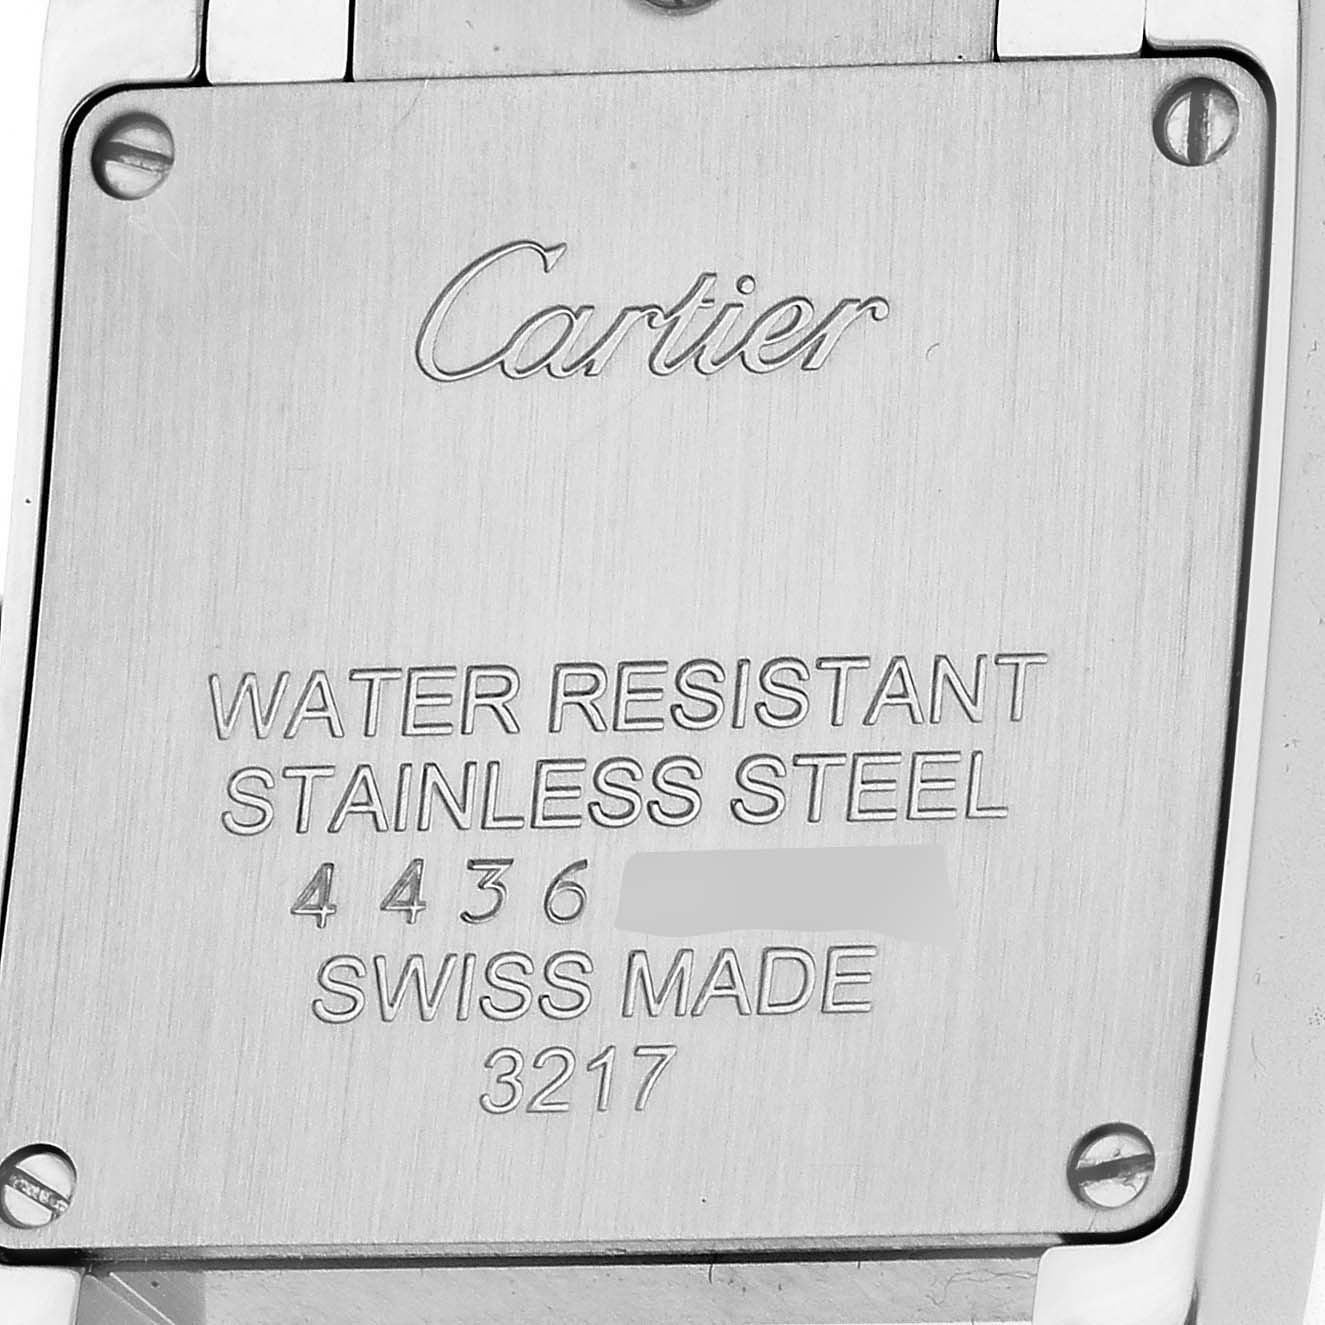 Cartier
WATER RESISTANT
STAINLESS STEEL
4436
SWISS MADE
3217